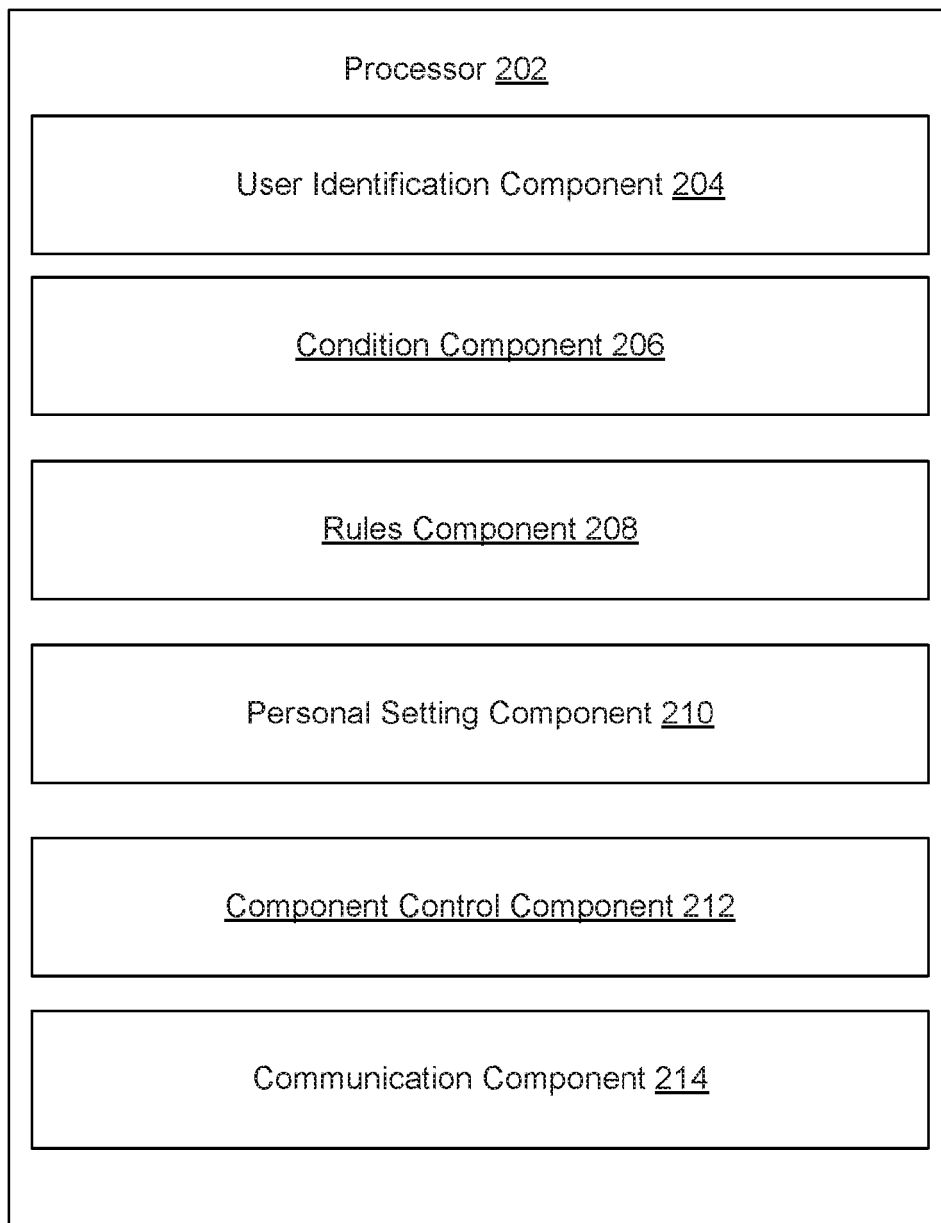 Processor 202
User Identification Component 204
Condition Component 206
Rules Component 208
Personal Setting Component 210
Component Control Component 212
Communication Component 214